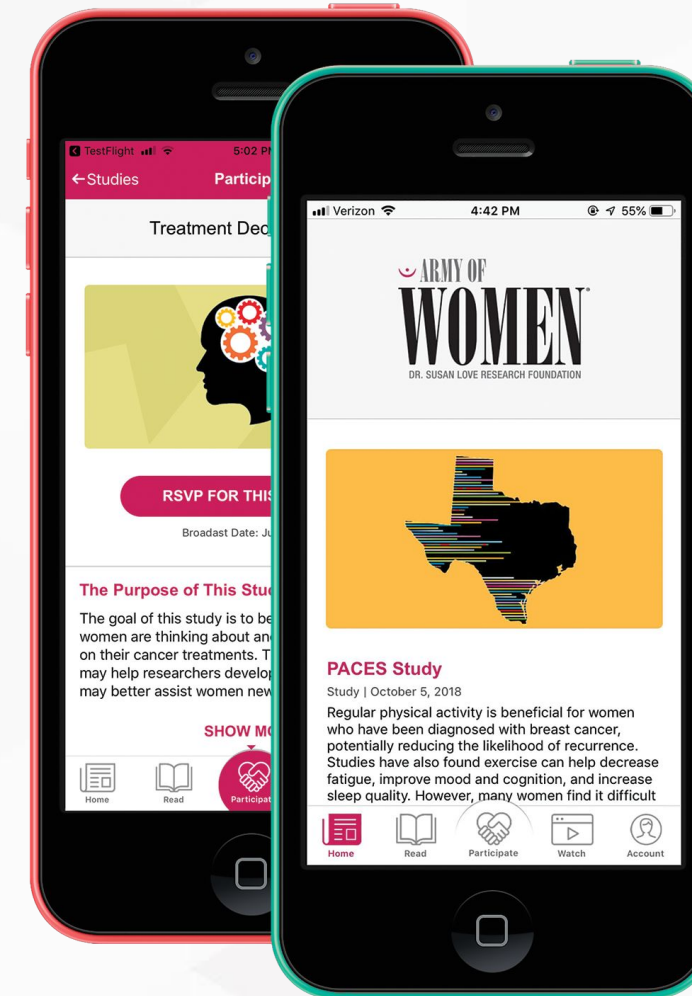 TestFlight 5:02 P
←Studies Particip
Treatment Dec
RSVP FOR THIS
Broadast Date: Ju
The Purpose of This Stu
The goal of this study is to be
women are thinking about an
on their cancer treatments. T
may help researchers develop
may better assist women new
SHOW MO
Home Read Participat
Verizon 4:42 PM 55%
ARMY OF
WOMEN®
DR. SUSAN LOVE RESEARCH FOUNDATION
PACES Study
Study | October 5, 2018
Regular physical activity is beneficial for women
who have been diagnosed with breast cancer,
potentially reducing the likelihood of recurrence.
Studies have also found exercise can help decrease
fatigue, improve mood and cognition, and increase
sleep quality. However, many women find it difficult
Home Read Participate Watch Account